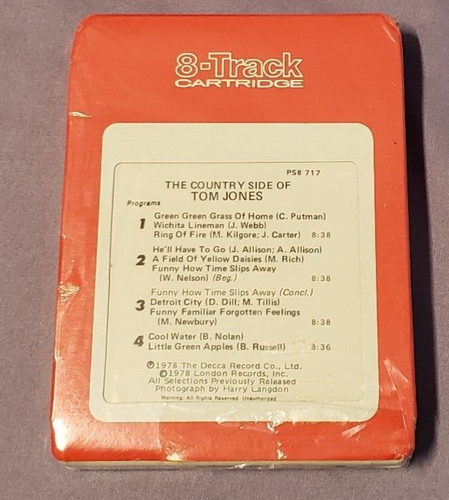 8-Track
CARTRIDGE
PS8 717
THE COUNTRY SIDE OF
TOM JONES
Programs
1 Green Green Grass Of Home (C. Putman)
Wichita Lineman (J. Webb)
Ring Of Fire (M. Kilgore; J. Carter) 8:38
He'll Have To Go (J. Allison; A. Allison)
2 A Field Of Yellow Daisies (M. Rich)
Funny How Time Slips Away
(W. Nelson) (Beg.) 8:38
Funny How Time Slips Away (Concl.)
3 Detroit City (D. Dill; M. Tillis)
Funny Familiar Forgotten Feelings
(M. Newbury) 8:38
4 Cool Water (B. Nolan)
Little Green Apples (B. Russell) 8:36
℗1978 The Decca Record Co., Ltd.
©1978 London Records, Inc.
All Selections Previously Released
Photograph by Harry Langdon
Warning: All Rights Reserved Unauthorized